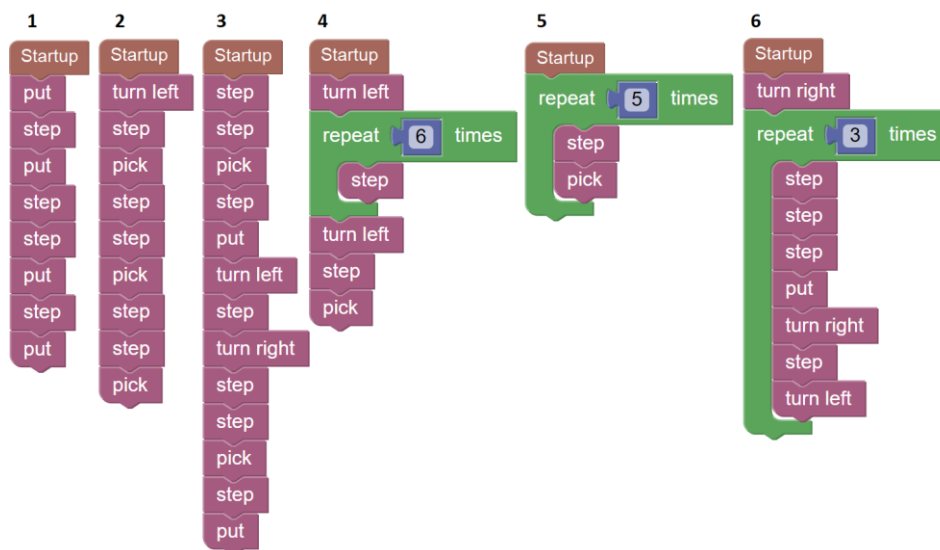 1
Startup
put
step
put
step
step
put
step
put
2
Startup
turn left
step
pick
step
step
pick
step
step
pick
3
Startup
step
step
pick
step
put
turn left
step
turn right
step
step
pick
step
put
4
Startup
turn left
repeat 6 times
step
turn left
step
pick
5
Startup
repeat 5 times
step
pick
6
Startup
turn right
repeat 3 times
step
step
step
put
turn right
step
turn left